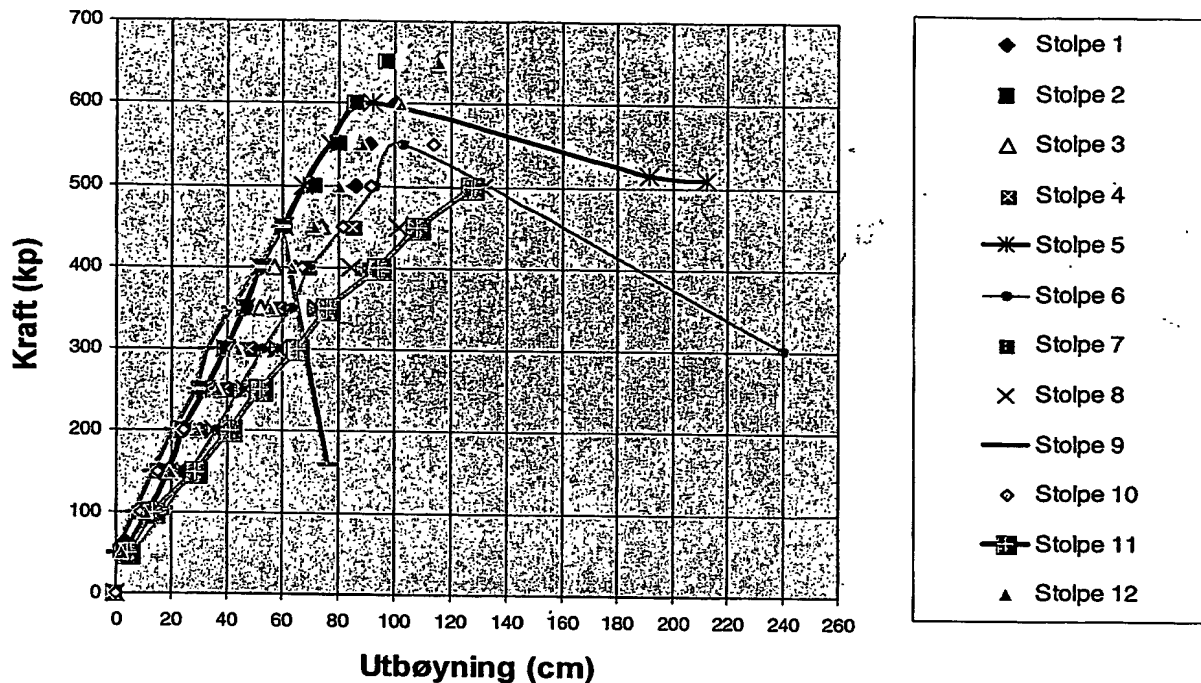 Kraft (kp)
700
600
500
400
300
200
100
0
0 20 40 60 80 100 120 140 160 180 200 220 240 260
Utbøyning (cm)
Stolpe 1
Stolpe 2
Stolpe 3
Stolpe 4
Stolpe 5
Stolpe 6
Stolpe 7
Stolpe 8
Stolpe 9
Stolpe 10
Stolpe 11
Stolpe 12